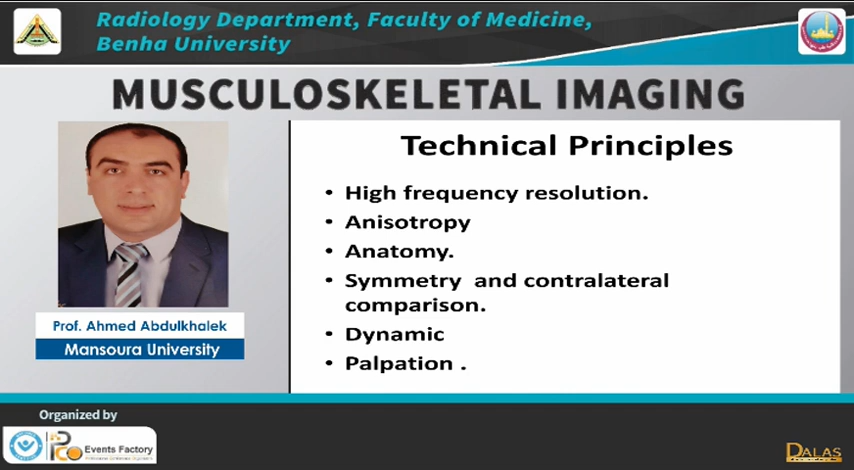 Radiology Department, Faculty of Medicine,
Benha University
MUSCULOSKELETAL IMAGING
Technical Principles
• High frequency resolution.
• Anisotropy
• Anatomy.
• Symmetry and contralateral
comparison.
• Dynamic
• Palpation .
Prof. Ahmed Abdulkhalek
Mansoura University
Organized by
Events Factory
DALAS